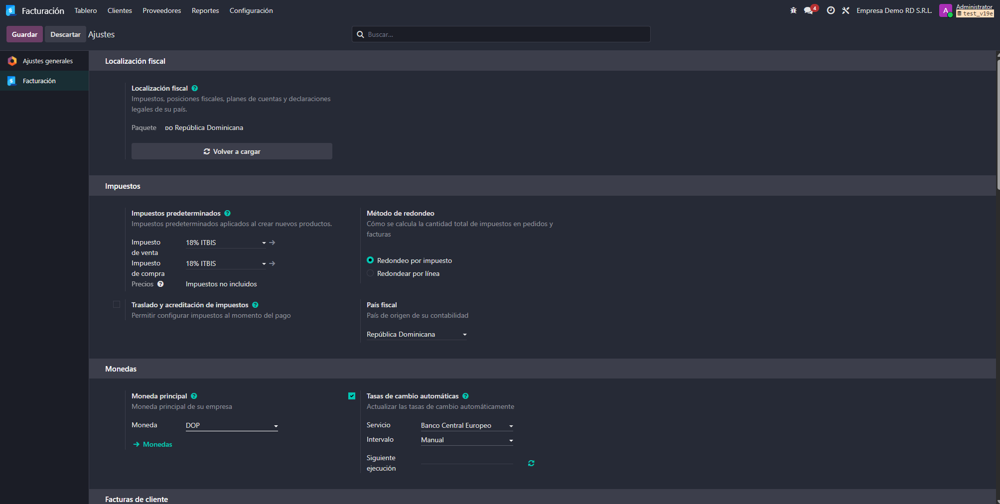 Facturación Tablero Clientes Proveedores Reportes Configuración 4 Empresa Demo RD S.R.L. A Administrator
test_v19e
Guardar Descartar Ajustes Buscar...
Ajustes generales
Facturación
Localización fiscal
Localización fiscal
Impuestos, posiciones fiscales, planes de cuentas y declaraciones
legales de su país.
Paquete DO República Dominicana
Volver a cargar
Impuestos
Impuestos predeterminados
Impuestos predeterminados aplicados al crear nuevos productos.
Impuesto
de venta
18% ITBIS
Impuesto
de compra
18% ITBIS
Precios Impuestos no incluidos
Método de redondeo
Cómo se calcula la cantidad total de impuestos en pedidos y
facturas
Redondeo por impuesto
Redondear por línea
Traslado y acreditación de impuestos
Permitir configurar impuestos al momento del pago
País fiscal
País de origen de su contabilidad
República Dominicana
Monedas
Moneda principal
Moneda principal de su empresa
Moneda DOP
Monedas
Tasas de cambio automáticas
Actualizar las tasas de cambio automáticamente
Servicio Banco Central Europeo
Intervalo Manual
Siguiente
ejecución
Facturas de cliente